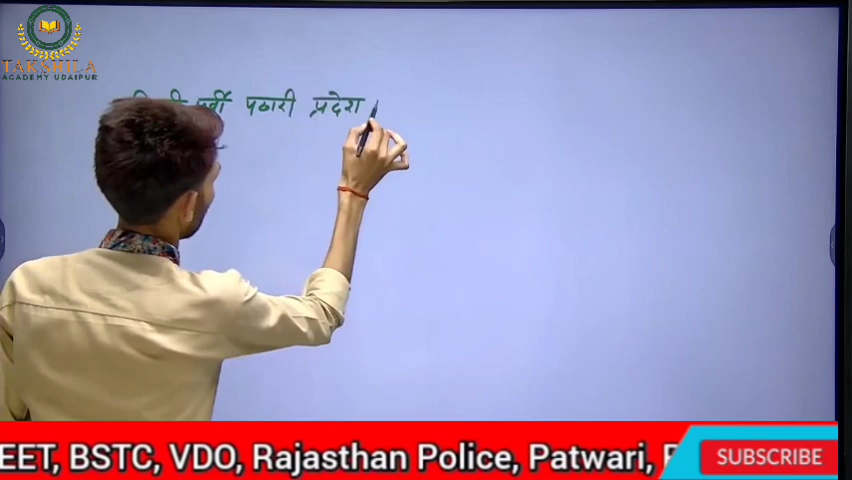 TAKSHILA
ACADEMY UDAIPUR
पठारी प्रदेश
EET, BSTC, VDO, Rajasthan Police, Patwari,
SUBSCRIBE